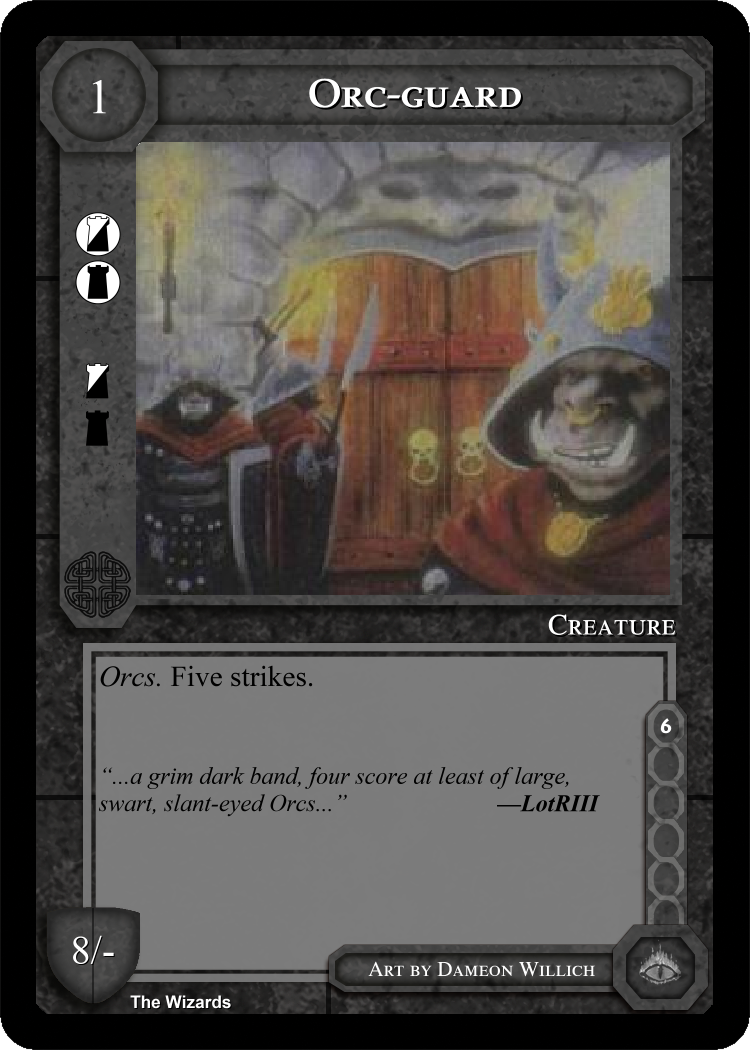 1
ORC-GUARD
CREATURE
Orcs. Five strikes.
6
“...a grim dark band, four score at least of large,
swart, slant-eyed Orcs...” —LotRIII
8/-
ART BY DAMEON WILLICH
The Wizards